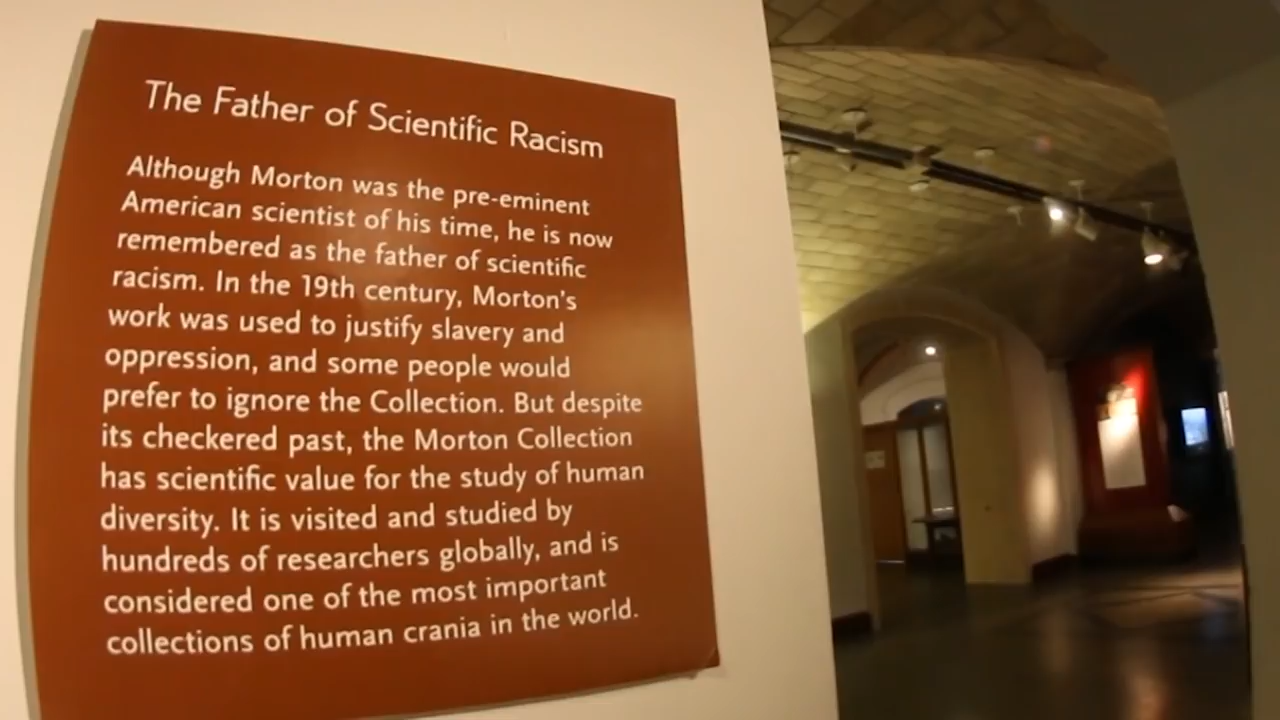 The Father of Scientific Racism
Although Morton was the pre-eminent
American scientist of his time, he is now
remembered as the father of scientific
racism. In the 19th century, Morton's
work was used to justify slavery and
oppression, and some people would
prefer to ignore the Collection. But despite
its checkered past, the Morton Collection
has scientific value for the study of human
diversity. It is visited and studied by
hundreds of researchers globally, and is
considered one of the most important
collections of human crania in the world.